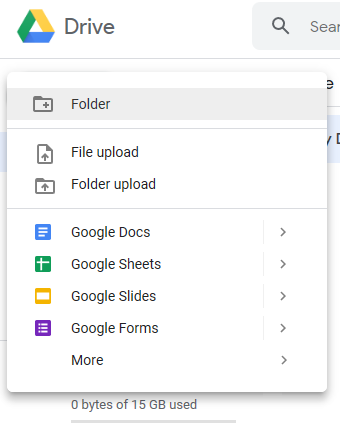 Drive
Sear
Folder
File upload
Folder upload
Google Docs
Google Sheets
Google Slides
Google Forms
More
0 bytes of 15 GB used